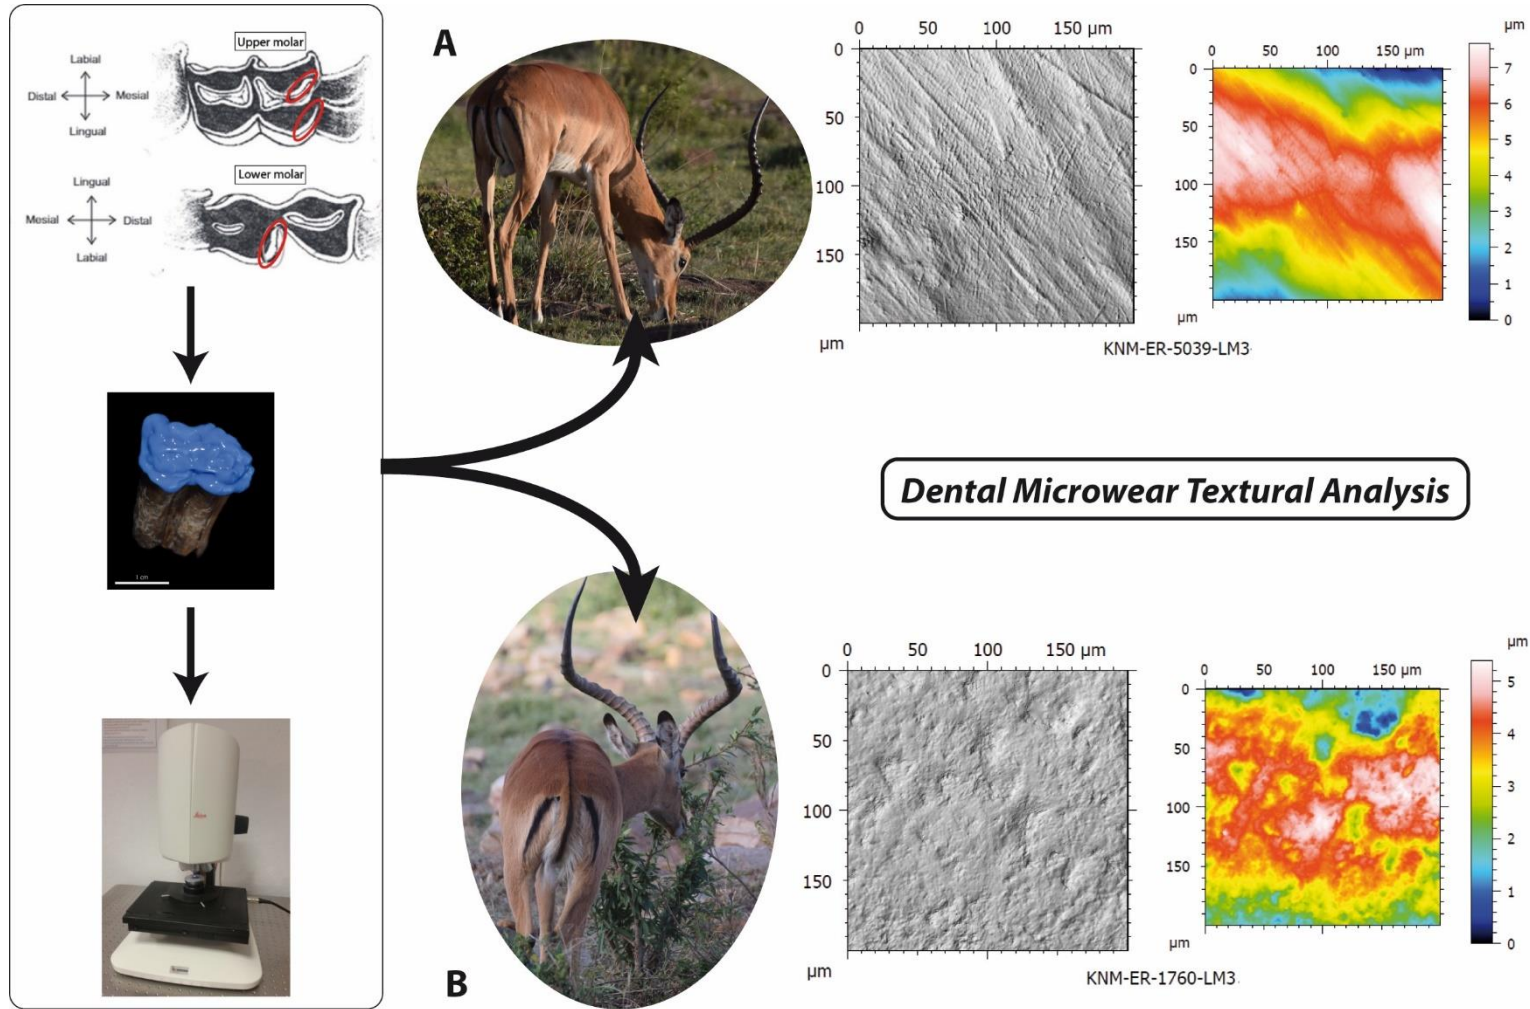 Upper molar
Labial
Distal
Mesial
Lingual
Lower molar
Lingual
Mesial
Distal
Labial
1 cm
Leica
A
0 50 100 150 µm
0
50
100
150
µm
0 50 100 150 µm
0
50
100
150
µm
µm
7
6
5
4
3
2
1
0
KNM-ER-5039-LM3
Dental Microwear Textural Analysis
B
0 50 100 150 µm
0
50
100
150
µm
0 50 100 150 µm
0
50
100
150
µm
µm
5
4
3
2
1
0
KNM-ER-1760-LM3